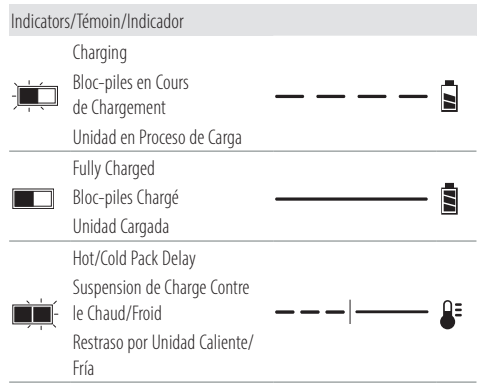 Indicators/Témoin/Indicador
Charging
Bloc-piles en Cours
de Chargement
Unidad en Proceso de Carga
Fully Charged
Bloc-piles Chargé
Unidad Cargada
Hot/Cold Pack Delay
Suspension de Charge Contre
le Chaud/Froid
Restraso por Unidad Caliente/
Fría